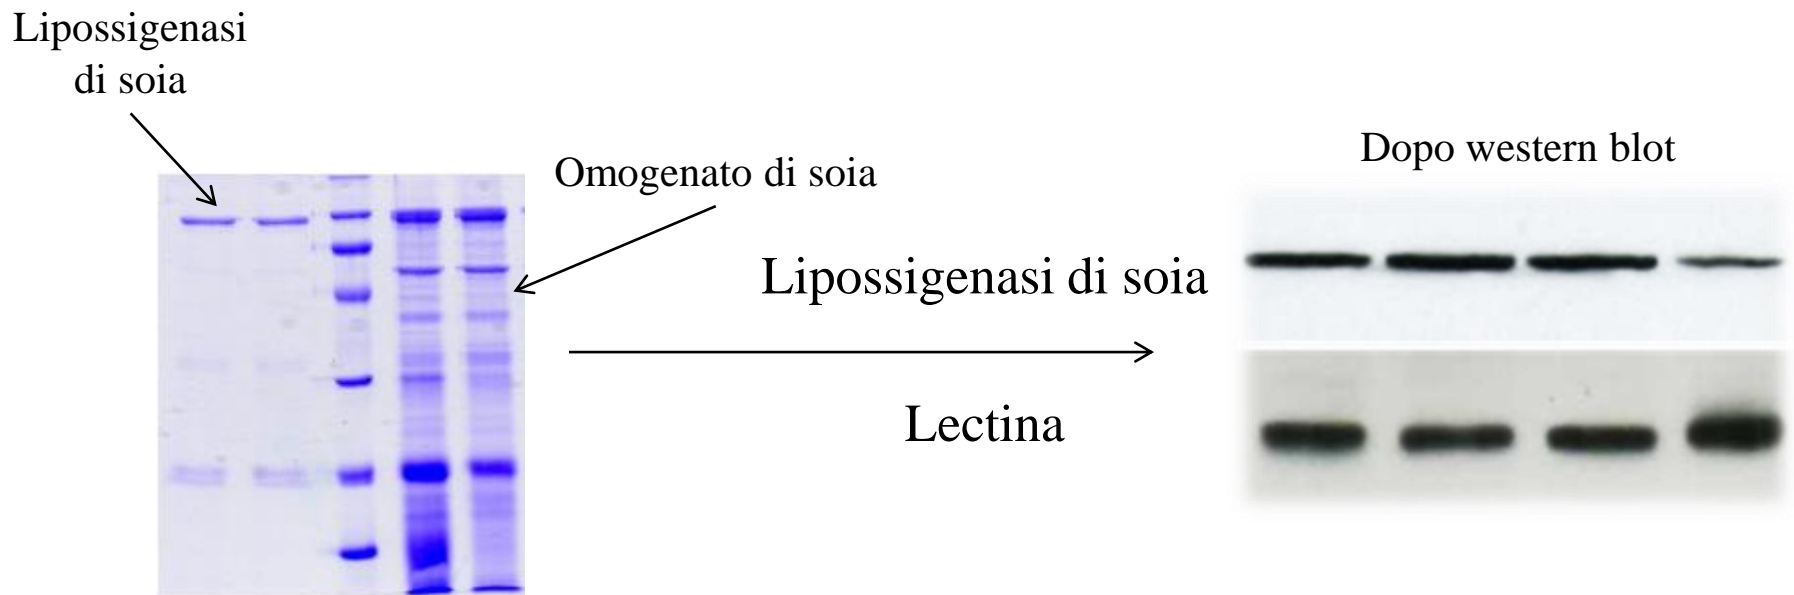 Lipossigenasi
di soia
Omogenato di soia
Dopo western blot
Lipossigenasi di soia
Lectina